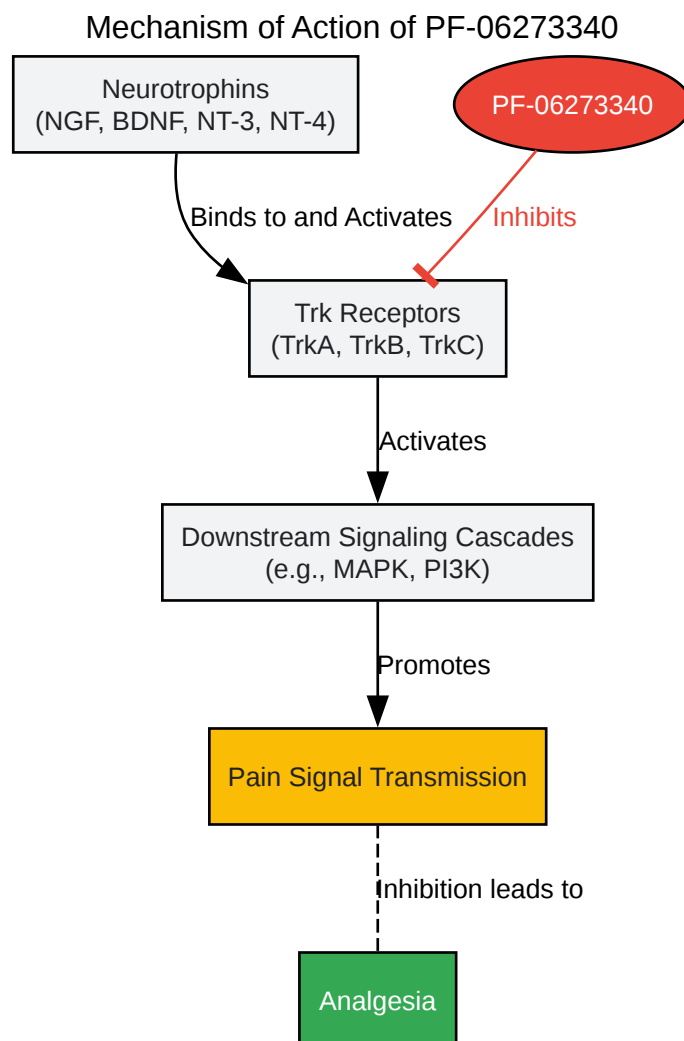 Mechanism of Action of PF-06273340
Neurotrophins
(NGF, BDNF, NT-3, NT-4)
PF-06273340
Binds to and Activates
Inhibits
Trk Receptors
(TrkA, TrkB, TrkC)
Activates
Downstream Signaling Cascades
(e.g., MAPK, PI3K)
Promotes
Pain Signal Transmission
Inhibition leads to
Analgesia